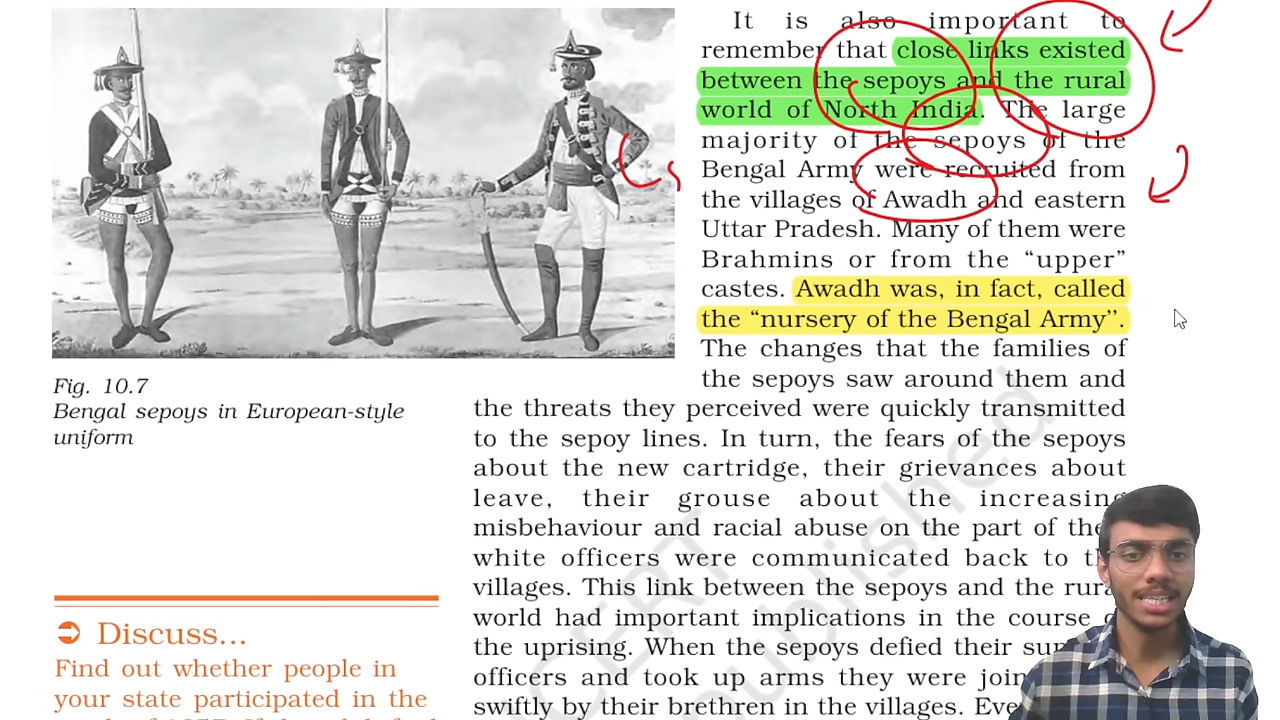 It is also important to
remember that close links existed
between the sepoys and the rural
world of North India. The large
majority of the sepoys of the
Bengal Army were recruited from
the villages of Awadh and eastern
Uttar Pradesh. Many of them were
Brahmins or from the “upper”
castes. Awadh was, in fact, called
the “nursery of the Bengal Army”.
The changes that the families of
the sepoys saw around them and
the threats they perceived were quickly transmitted
to the sepoy lines. In turn, the fears of the sepoys
about the new cartridge, their grievances about
leave, their grouse about the increasing
misbehaviour and racial abuse on the part of the
white officers were communicated back to
villages. This link between the sepoys and the
world had important implications in the course
the uprising. When the sepoys defied their
officers and took up arms they were
swiftly by their brethren in the villages.
Fig. 10.7
Bengal sepoys in European-style
uniform
Discuss...
Find out whether people in
your state participated in the